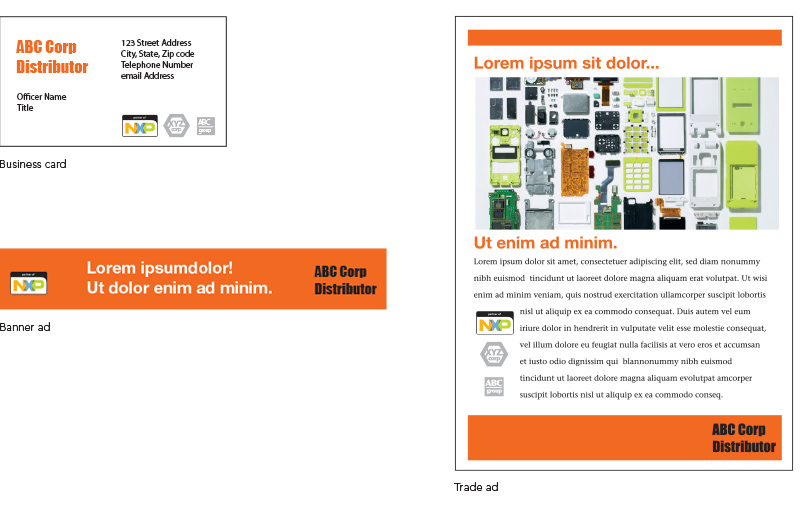 ABC Corp
Distributor
123 Street Address
City, State, Zip code
Telephone Number
email Address
Officer Name
Title
partner of
NXP
XYZ
corp
ABC
group
Business card
partner of
NXP
Lorem ipsumdolor!
Ut dolor enim ad minim.
ABC Corp
Distributor
Banner ad
Lorem ipsum sit dolor...
Ut enim ad minim.
Lorem ipsum dolor sit amet, consectetuer adipiscing elit, sed diam nonummy
nibh euismod tincidunt ut laoreet dolore magna aliquam erat volutpat. Ut wisi
enim ad minim veniam, quis nostrud exercitation ullamcorper suscipit lobortis
nisl ut aliquip ex ea commodo consequat. Duis autem vel eum
iriure dolor in hendrerit in vulputate velit esse molestie consequat,
vel illum dolore eu feugiat nulla facilisis at vero eros et accumsan
et iusto odio dignissim qui blannonummy nibh euismod
tincidunt ut laoreet dolore magna aliquam evolutpat amcorper
suscipit lobortis nisl ut aliquip ex ea commodo conseq.
partner of
NXP
XYZ
corp
ABC
group
ABC Corp
Distributor
Trade ad